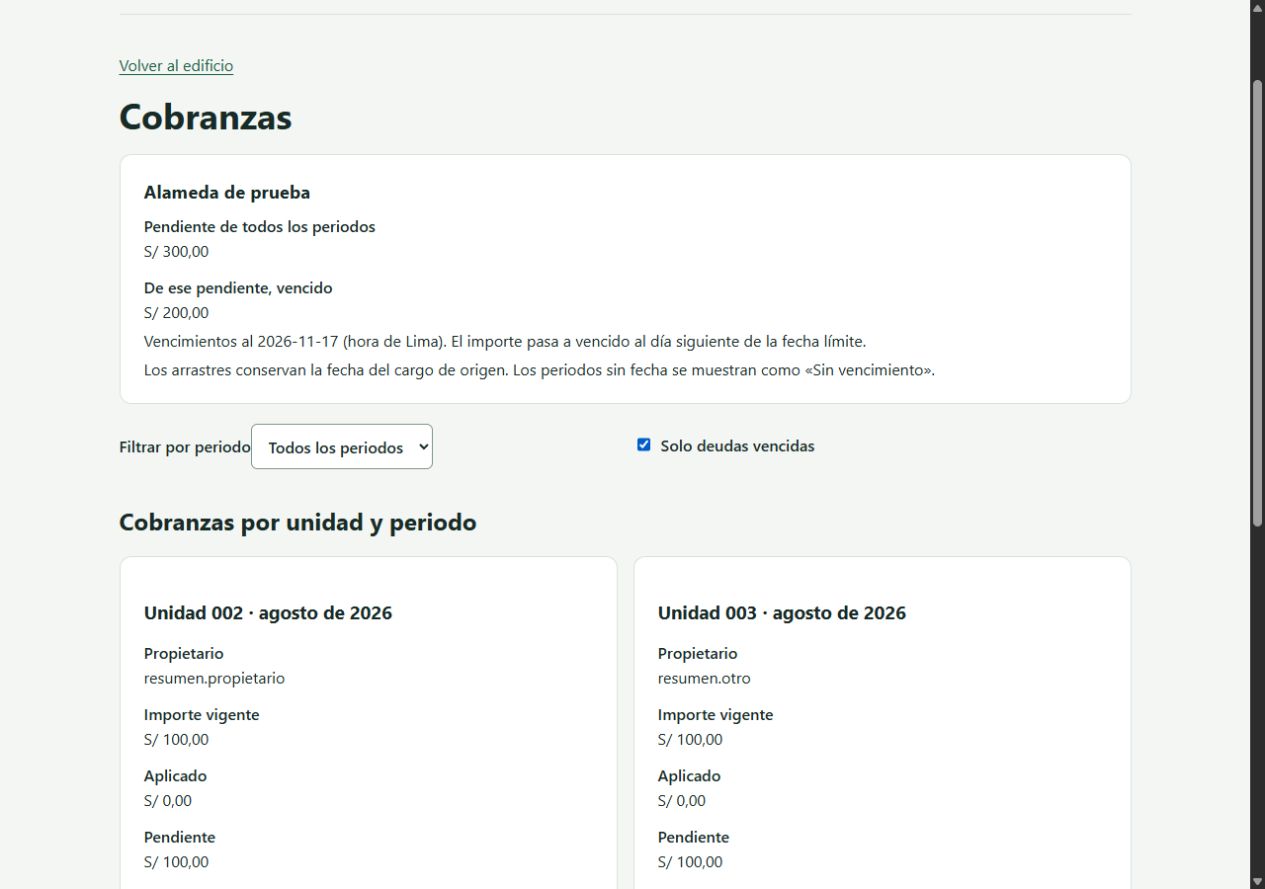 Volver al edificio
Cobranzas
Alameda de prueba
Pendiente de todos los periodos
S/ 300,00
De ese pendiente, vencido
S/ 200,00
Vencimientos al 2026-11-17 (hora de Lima). El importe pasa a vencido al día siguiente de la fecha límite.
Los arrastres conservan la fecha del cargo de origen. Los periodos sin fecha se muestran como «Sin vencimiento».
Filtrar por periodo Todos los periodos
Solo deudas vencidas
Cobranzas por unidad y periodo
Unidad 002 · agosto de 2026
Propietario
resumen.propietario
Importe vigente
S/ 100,00
Aplicado
S/ 0,00
Pendiente
S/ 100,00
Unidad 003 · agosto de 2026
Propietario
resumen.otro
Importe vigente
S/ 100,00
Aplicado
S/ 0,00
Pendiente
S/ 100,00